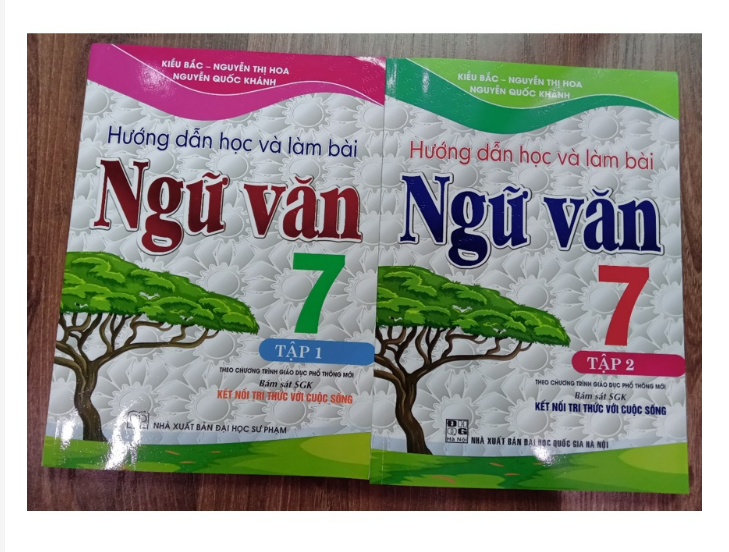 KIỀU BẮC – NGUYỄN THỊ HOA
NGUYỄN QUỐC KHÁNH
Hướng dẫn học và làm bài
Ngữ văn
7
TẬP 1
THEO CHƯƠNG TRÌNH GIÁO DỤC PHỔ THÔNG MỚI
Bám sát SGK
KẾT NỐI TRI THỨC VỚI CUỘC SỐNG
NHÀ XUẤT BẢN ĐẠI HỌC SƯ PHẠM
KIỀU BẮC – NGUYỄN THỊ HOA
NGUYỄN QUỐC KHÁNH
Hướng dẫn học và làm bài
Ngữ văn
7
TẬP 2
THEO CHƯƠNG TRÌNH GIÁO DỤC PHỔ THÔNG MỚI
Bám sát SGK
KẾT NỐI TRI THỨC VỚI CUỘC SỐNG
Hà Nội
NHÀ XUẤT BẢN ĐẠI HỌC QUỐC GIA HÀ NỘI